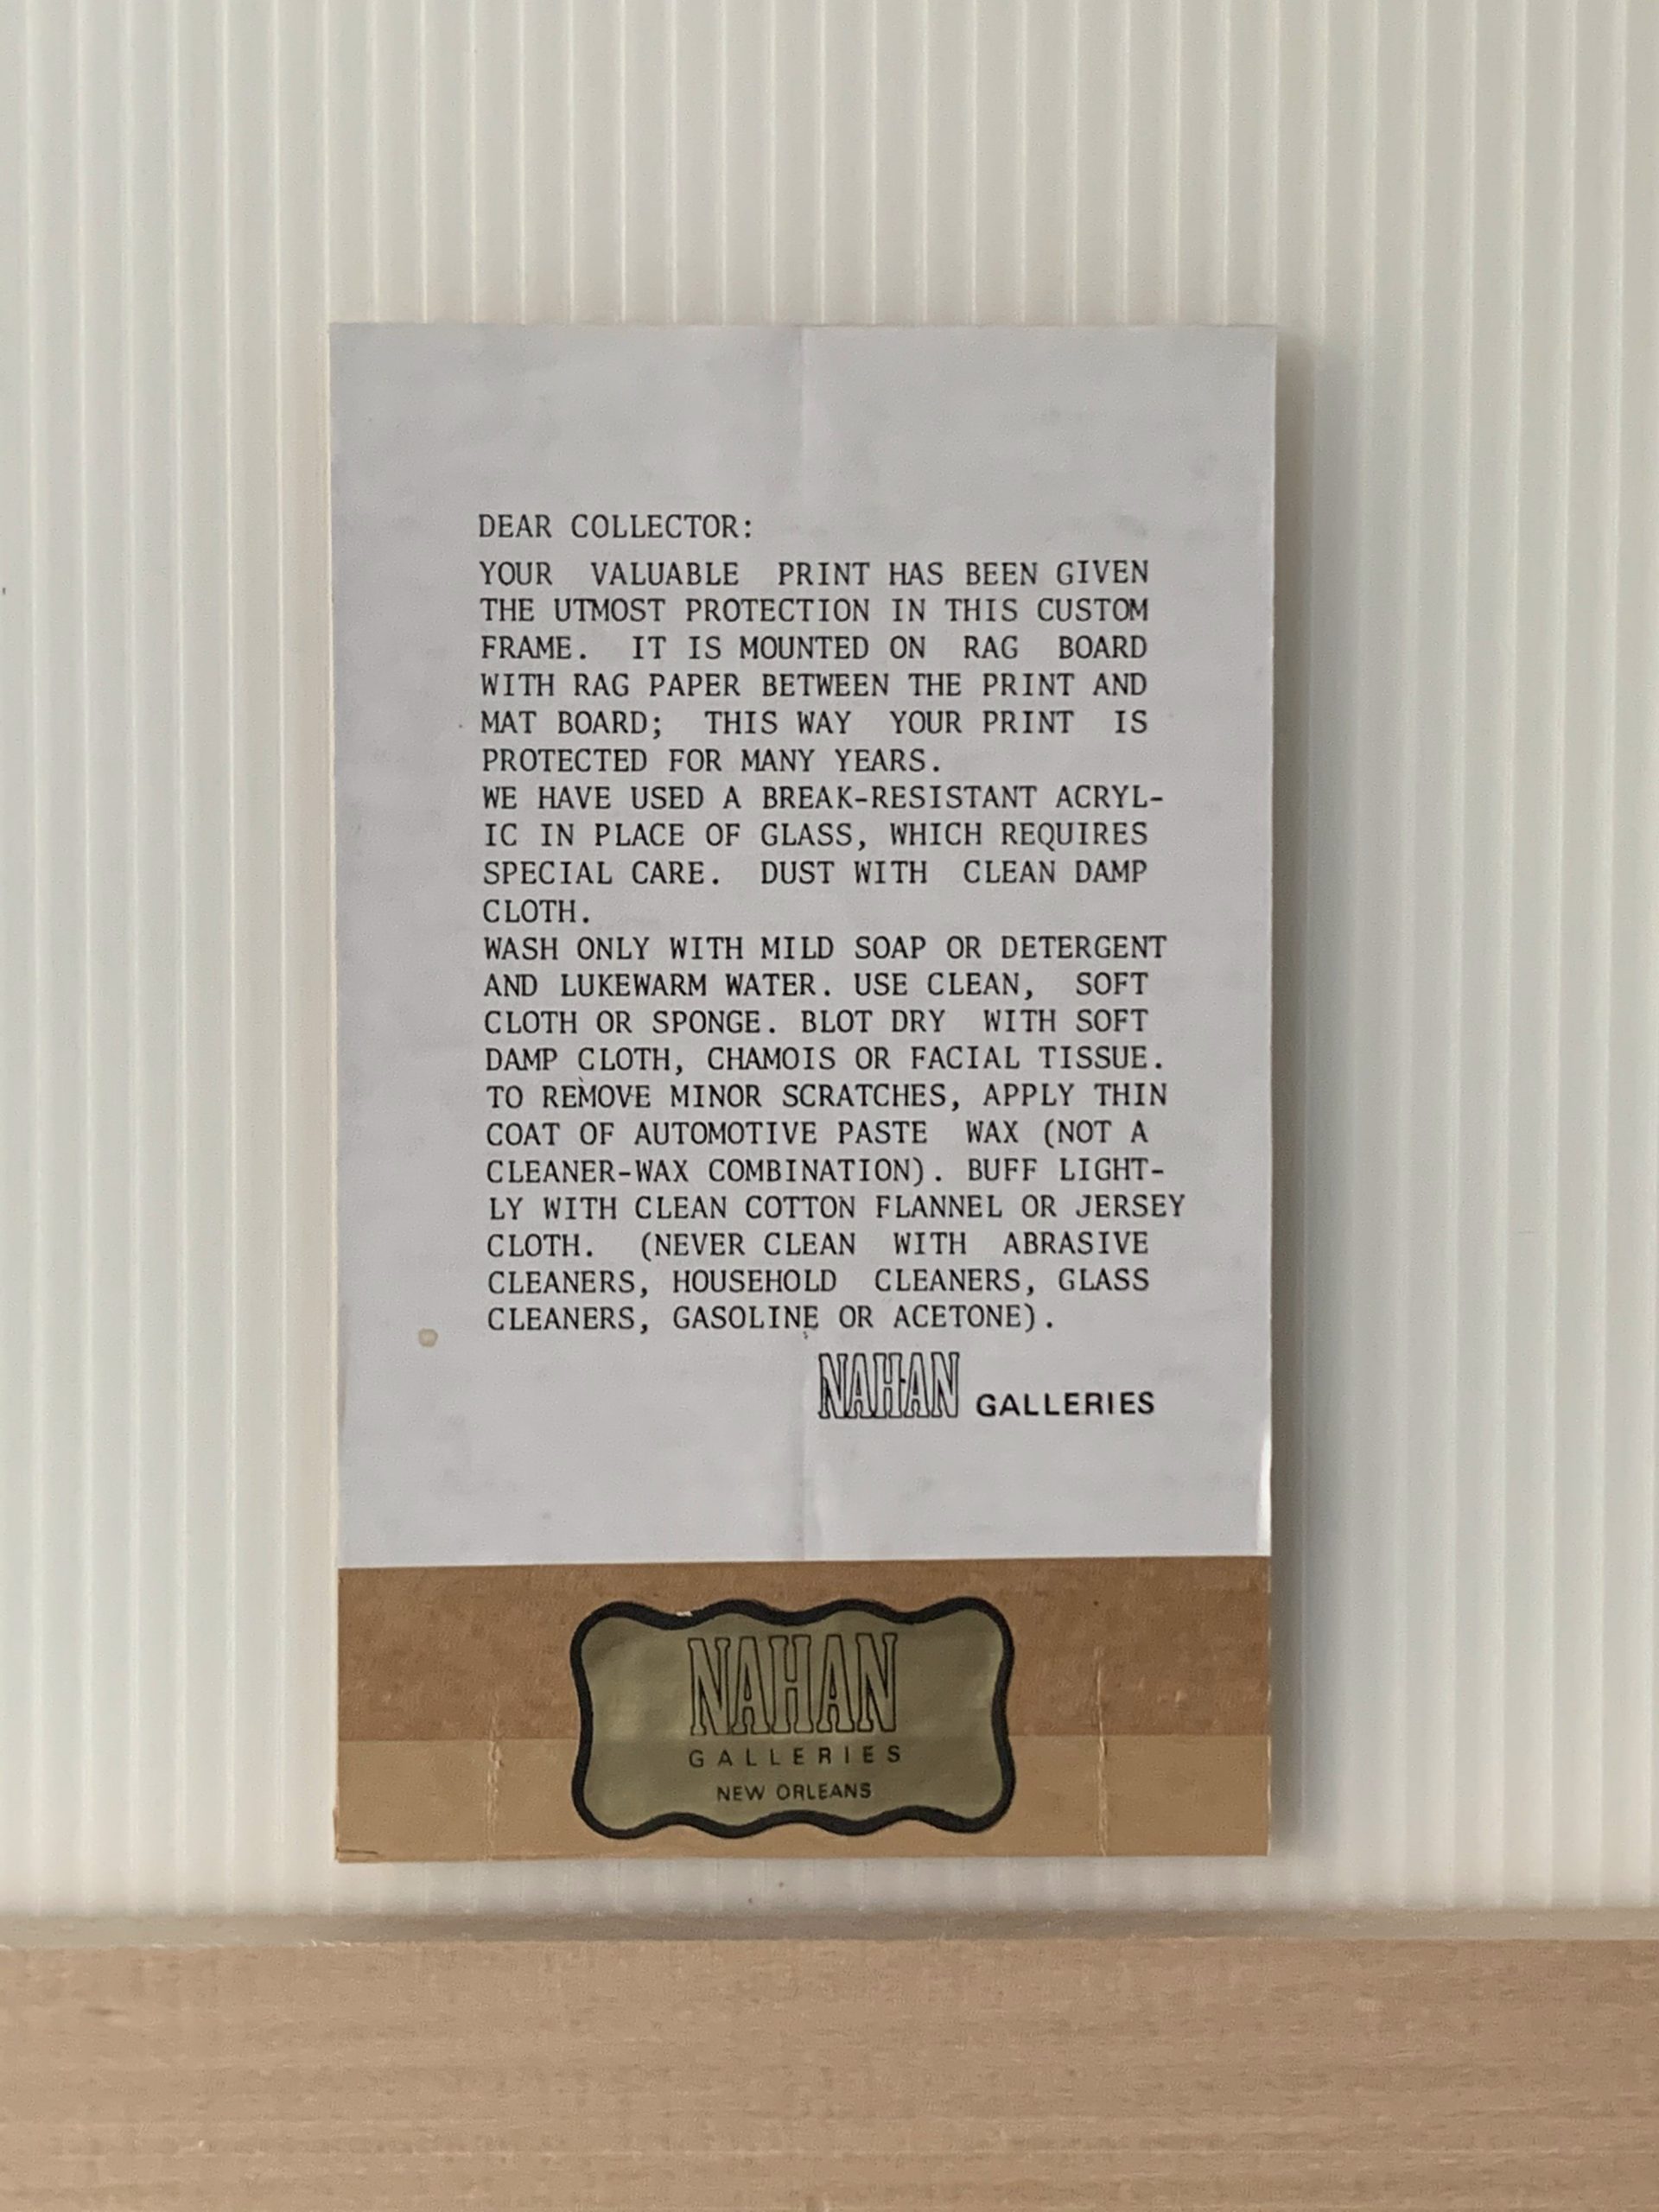 DEAR COLLECTOR:
YOUR VALUABLE PRINT HAS BEEN GIVEN
THE UTMOST PROTECTION IN THIS CUSTOM
FRAME. IT IS MOUNTED ON RAG BOARD
WITH RAG PAPER BETWEEN THE PRINT AND
MAT BOARD; THIS WAY YOUR PRINT IS
PROTECTED FOR MANY YEARS.
WE HAVE USED A BREAK-RESISTANT ACRYL-
IC IN PLACE OF GLASS, WHICH REQUIRES
SPECIAL CARE. DUST WITH CLEAN DAMP
CLOTH.
WASH ONLY WITH MILD SOAP OR DETERGENT
AND LUKEWARM WATER. USE CLEAN, SOFT
CLOTH OR SPONGE. BLOT DRY WITH SOFT
DAMP CLOTH, CHAMOIS OR FACIAL TISSUE.
TO REMOVE MINOR SCRATCHES, APPLY THIN
COAT OF AUTOMOTIVE PASTE WAX (NOT A
CLEANER-WAX COMBINATION). BUFF LIGHT-
LY WITH CLEAN COTTON FLANNEL OR JERSEY
CLOTH. (NEVER CLEAN WITH ABRASIVE
CLEANERS, HOUSEHOLD CLEANERS, GLASS
CLEANERS, GASOLINE OR ACETONE).
NAHAN GALLERIES
NAHAN
GALLERIES
NEW ORLEANS